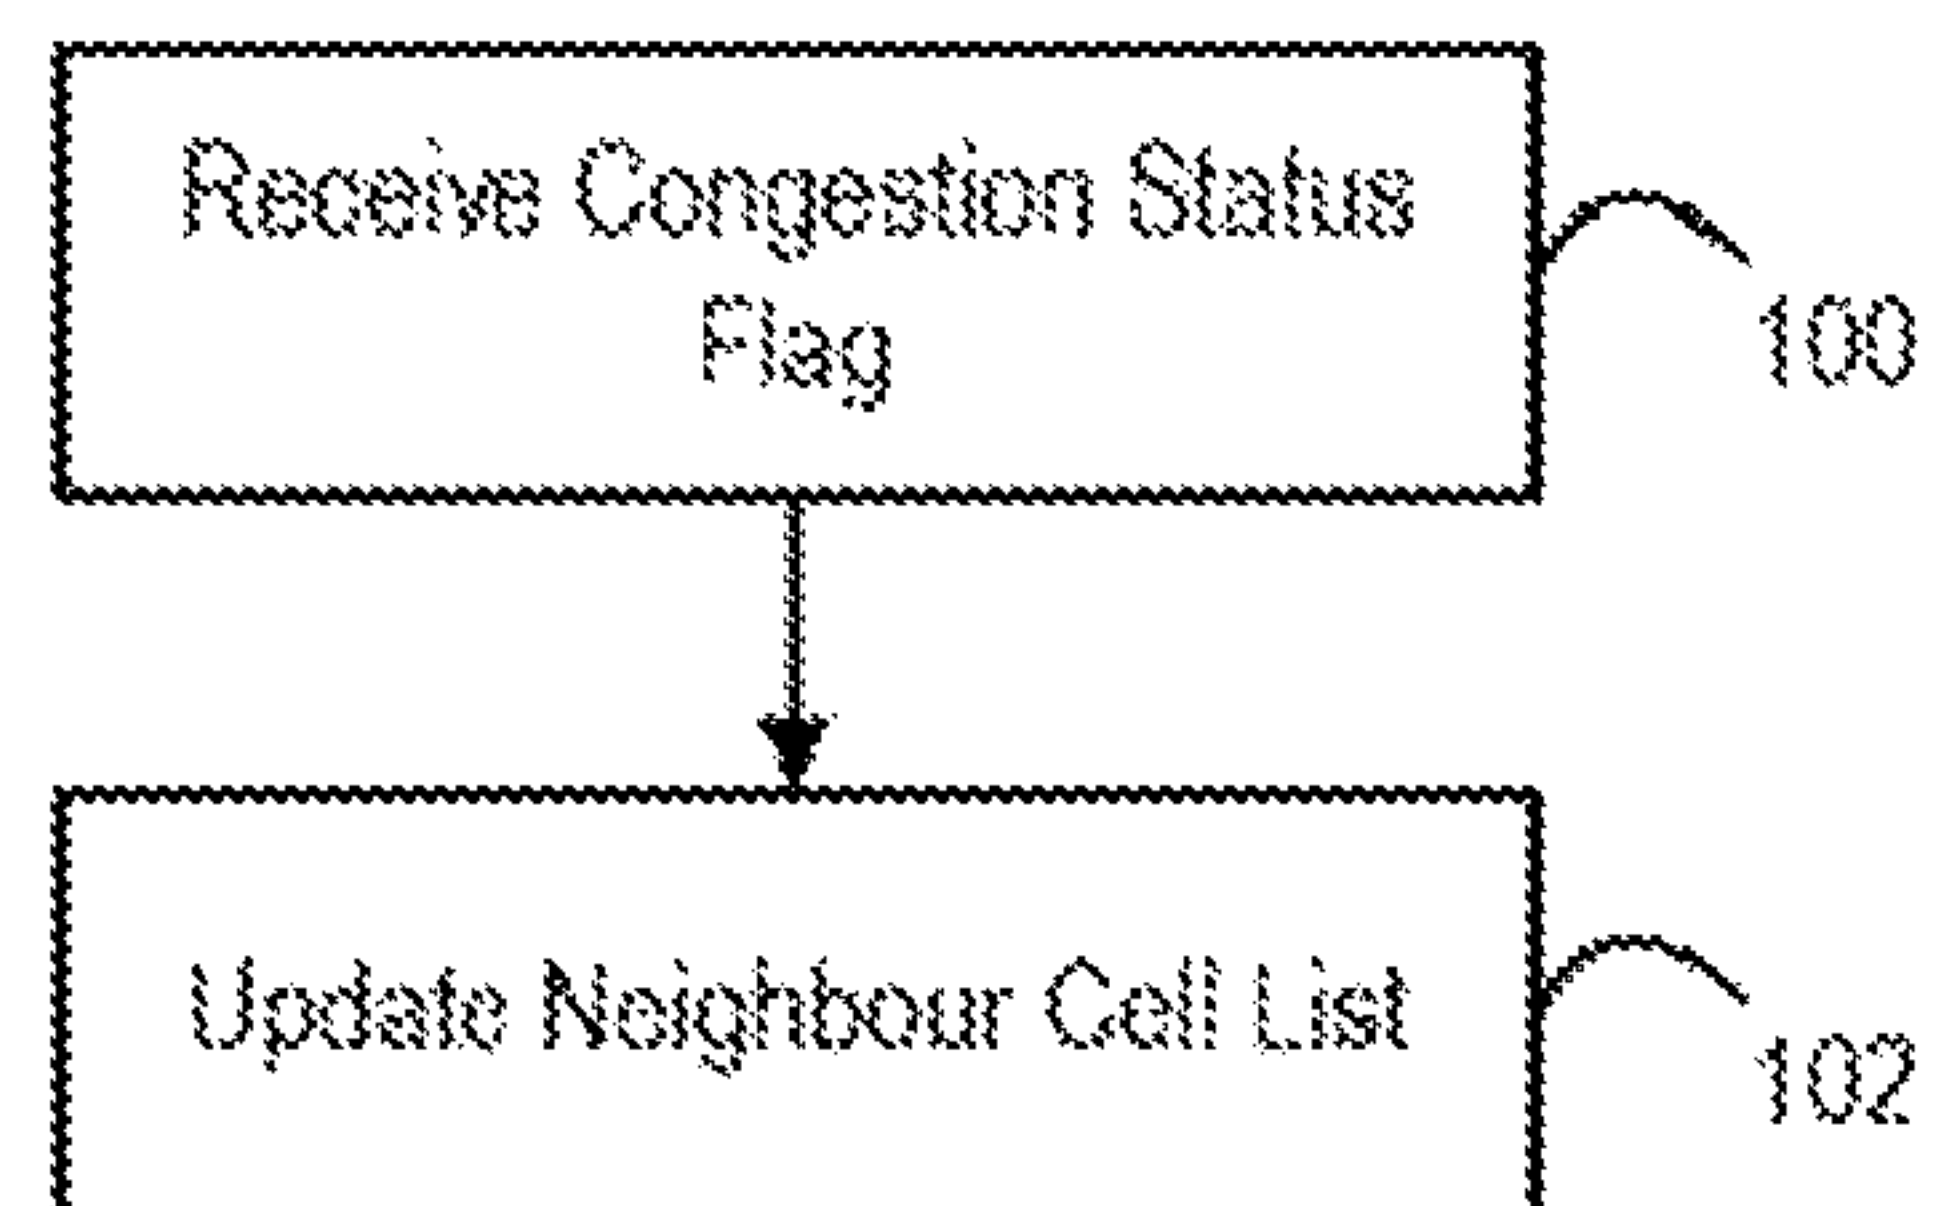 Receive Congestion Status
Flag
100
Update Neighbour Cell List
102